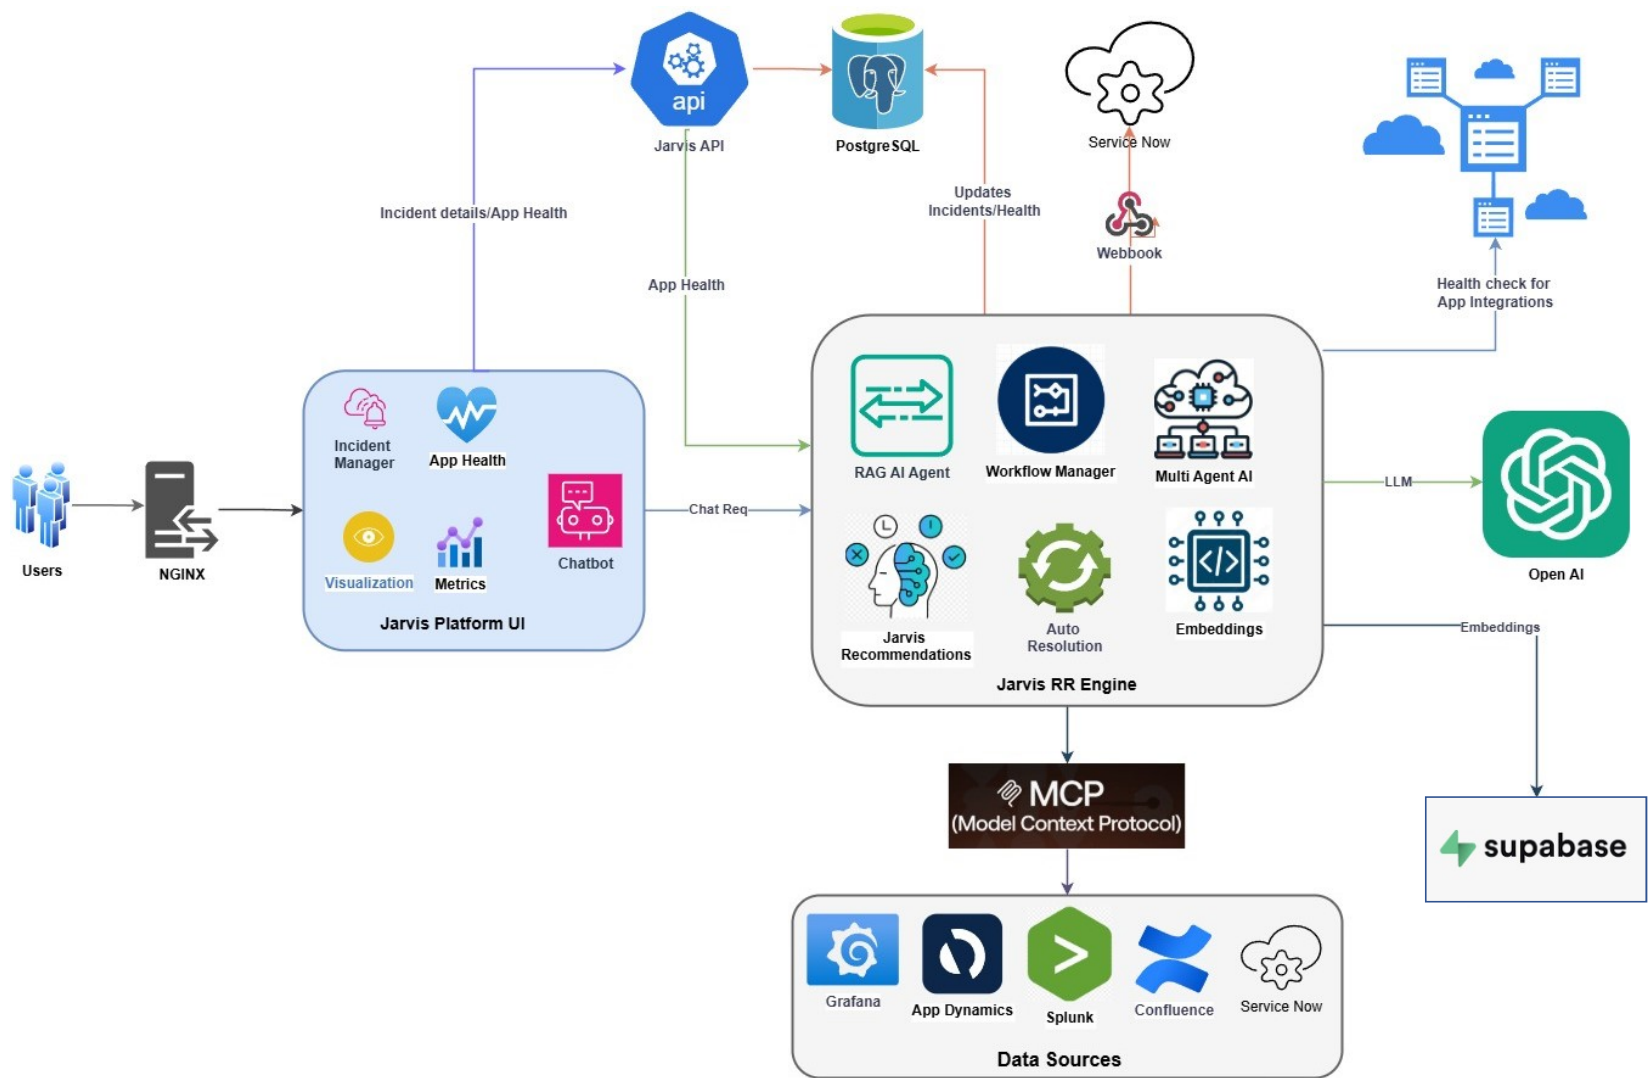 api
Jarvis API
PostgreSQL
Service Now
Incident details/App Health
Updates
Incidents/Health
Webbook
App Health
Health check for
App Integrations
Incident
Manager
App Health
Visualization
Metrics
Chatbot
Jarvis Platform UI
Users
NGINX
Chat Req
RAG AI Agent
Workflow Manager
Multi Agent AI
Jarvis
Recommendations
Auto
Resolution
Embeddings
Jarvis RR Engine
LLM
Open AI
Embeddings
MCP
(Model Context Protocol)
supabase
Grafana
App Dynamics
Splunk
Confluence
Service Now
Data Sources